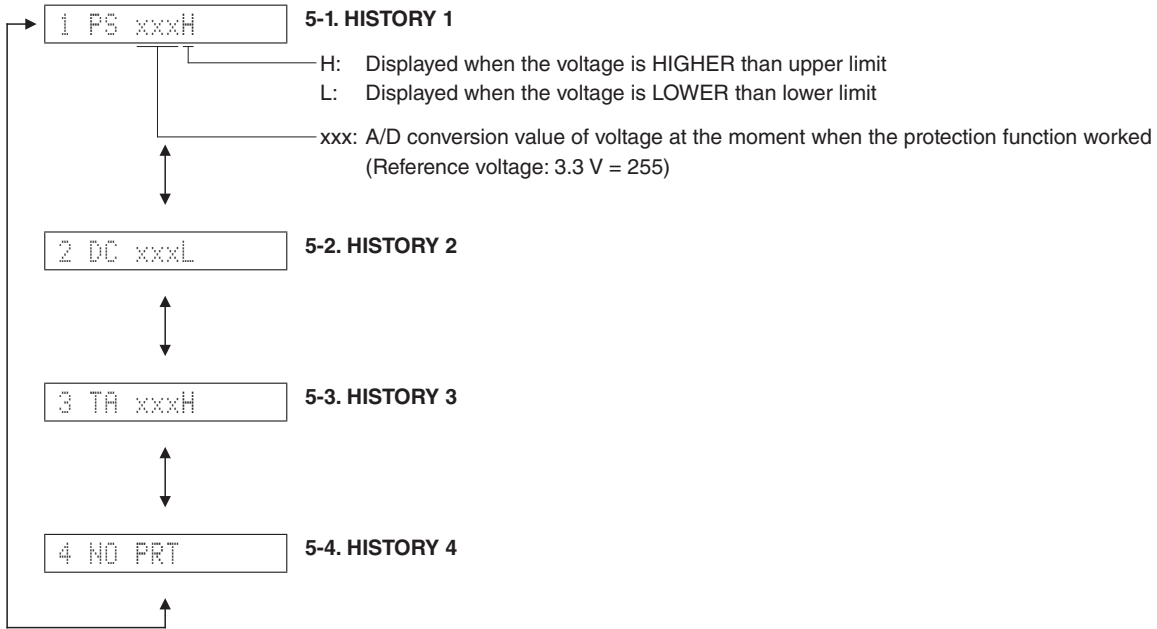 1 PS xxxH
5-1. HISTORY 1
H: Displayed when the voltage is HIGHER than upper limit
L: Displayed when the voltage is LOWER than lower limit
xxx: A/D conversion value of voltage at the moment when the protection function worked
(Reference voltage: 3.3 V = 255)
2 DC xxxL
5-2. HISTORY 2
3 TA xxxH
5-3. HISTORY 3
4 NO PRT
5-4. HISTORY 4